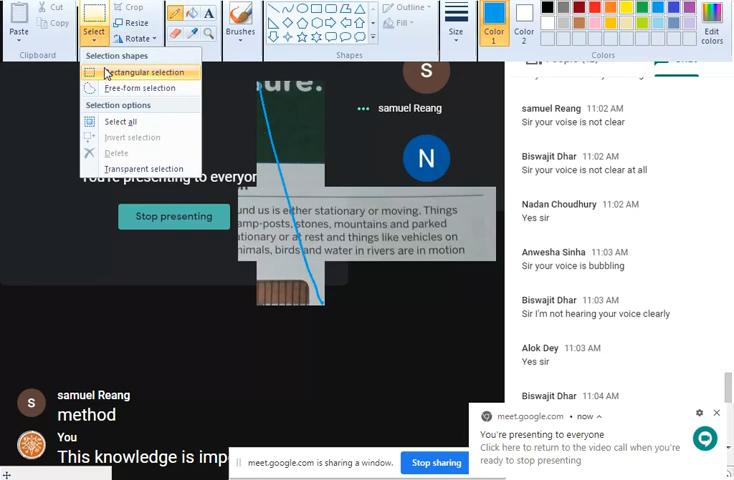 Paste
Cut
Copy
Clipboard
Select
Crop
Resize
Rotate
A
Brushes
Outline
Fill
Shapes
Size
Color 1
Color 2
Edit colors
Colors
Selection shapes
Rectangular selection
Free-form selection
Selection options
Select all
Invert selection
Delete
Transparent selection
You're presenting to everyon
Stop presenting
S
samuel Reang
N
und us is either stationary or moving. Things
amp-posts, stones, mountains and parked
ationary or at rest and things like vehicles on
nimals, birds and water in rivers are in motion
samuel Reang 11:02 AM
Sir your voise is not clear
Biswajit Dhar 11:02 AM
Sir your voice is not clear at all
Nadan Choudhury 11:02 AM
Yes sir
Anwesha Sinha 11:03 AM
Sir your voice is bubbling
Biswajit Dhar 11:03 AM
Sir I'm not hearing your voice clearly
Alok Dey 11:03 AM
Yes sir
Biswajit Dhar 11:04 AM
S
samuel Reang
method
You
This knowledge is imp
meet.google.com is sharing a window.
Stop sharing
meet.google.com • now
You're presenting to everyone
Click here to return to the video call when you're
ready to stop presenting